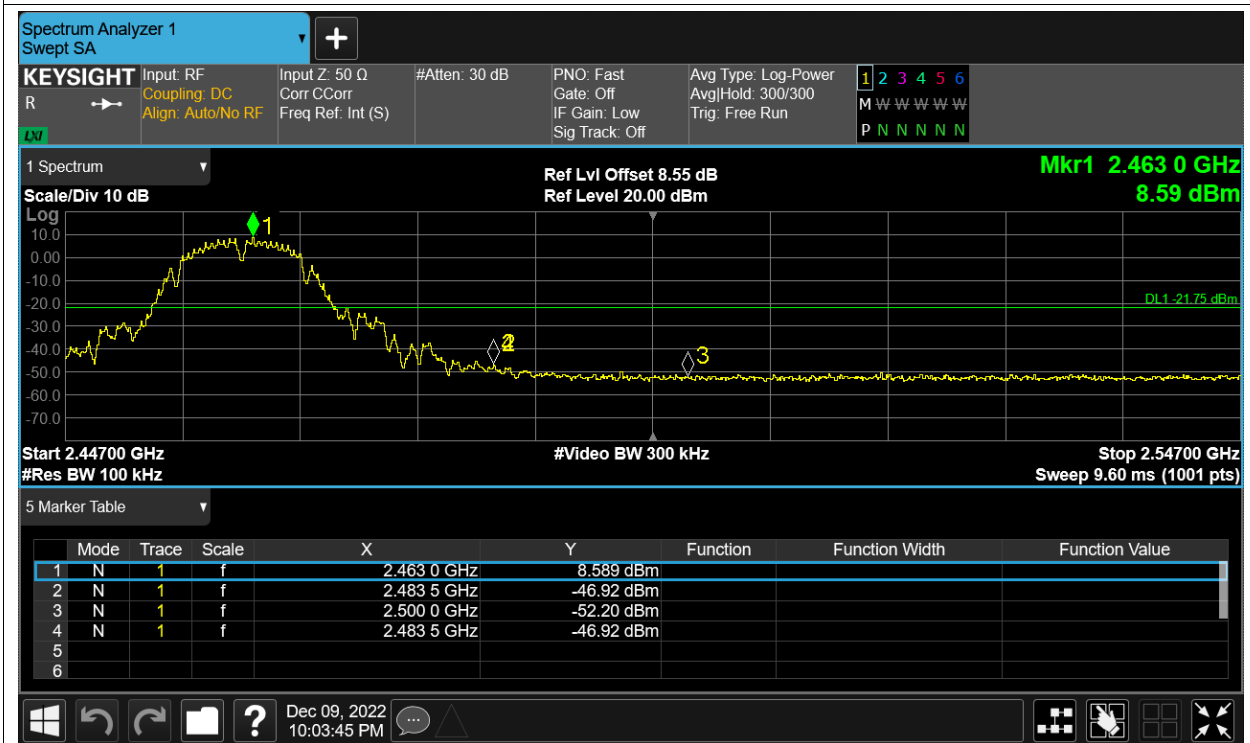 Spectrum Analyzer 1
Swept SA
KEYSIGHT
R
LXI
Input: RF
Coupling: DC
Align: Auto/No RF
Input Z: 50 Ω
Corr CCorr
Freq Ref: Int (S)
#Atten: 30 dB
PNO: Fast
Gate: Off
IF Gain: Low
Sig Track: Off
Avg Type: Log-Power
Avg|Hold: 300/300
Trig: Free Run
1 2 3 4 5 6
M W W W W W
P N N N N N
1 Spectrum
Scale/Div 10 dB
Ref Lvl Offset 8.55 dB
Ref Level 20.00 dBm
Mkr1 2.463 0 GHz
8.59 dBm
Log
10.0
0.00
-10.0
-20.0
-30.0
-40.0
-50.0
-60.0
-70.0
1
3
DL1 -21.75 dBm
Start 2.44700 GHz
#Res BW 100 kHz
#Video BW 300 kHz
Stop 2.54700 GHz
Sweep 9.60 ms (1001 pts)
5 Marker Table
Mode Trace Scale X Y Function Function Width Function Value
1 N 1 f 2.463 0 GHz 8.589 dBm
2 N 1 f 2.483 5 GHz -46.92 dBm
3 N 1 f 2.500 0 GHz -52.20 dBm
4 N 1 f 2.483 5 GHz -46.92 dBm
5
6
?
Dec 09, 2022
10:03:45 PM